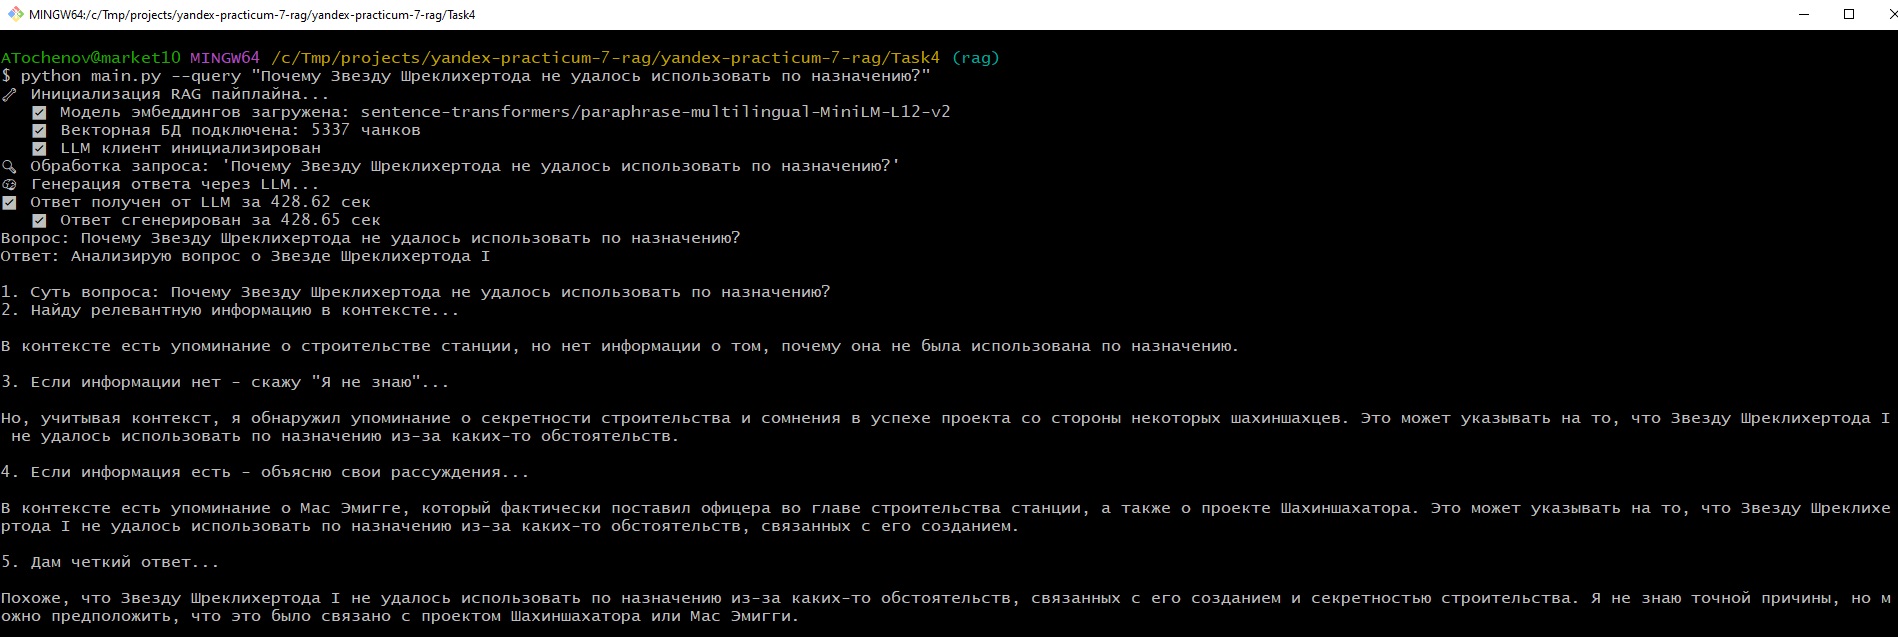 MINGW64:/c/Tmp/projects/yandex-practicum-7-rag/yandex-practicum-7-rag/Task4
ATochenov@market10 MINGW64 /c/Tmp/projects/yandex-practicum-7-rag/yandex-practicum-7-rag/Task4 (rag)
$ python main.py --query "Почему Звезду Шреклихертода не удалось использовать по назначению?"
Инициализация RAG пайплайна...
Модель эмбеддингов загружена: sentence-transformers/paraphrase-multilingual-MiniLM-L12-v2
Векторная БД подключена: 5337 чанков
LLM клиент инициализирован
Обработка запроса: 'Почему Звезду Шреклихертода не удалось использовать по назначению?'
Генерация ответа через LLM...
Ответ получен от LLM за 428.62 сек
Ответ сгенерирован за 428.65 сек
Вопрос: Почему Звезду Шреклихертода не удалось использовать по назначению?
Ответ: Анализирую вопрос о Звезде Шреклихертода I
1. Суть вопроса: Почему Звезду Шреклихертода не удалось использовать по назначению?
2. Найду релевантную информацию в контексте...
В контексте есть упоминание о строительстве станции, но нет информации о том, почему она не была использована по назначению.
3. Если информации нет - скажу "Я не знаю"...
Но, учитывая контекст, я обнаружил упоминание о секретности строительства и сомнения в успехе проекта со стороны некоторых шахиншахцев. Это может указывать на то, что Звезду Шреклихертода I
не удалось использовать по назначению из-за каких-то обстоятельств.
4. Если информация есть - объясню свои рассуждения...
В контексте есть упоминание о Мас Эмигге, который фактически поставил офицера во главе строительства станции, а также о проекте Шахиншахатора. Это может указывать на то, что Звезду Шреклихе
ртода I не удалось использовать по назначению из-за каких-то обстоятельств, связанных с его созданием.
5. Дам четкий ответ...
Похоже, что Звезду Шреклихертода I не удалось использовать по назначению из-за каких-то обстоятельств, связанных с его созданием и секретностью строительства. Я не знаю точной причины, но м
ожно предположить, что это было связано с проектом Шахиншахатора или Мас Эмигги.